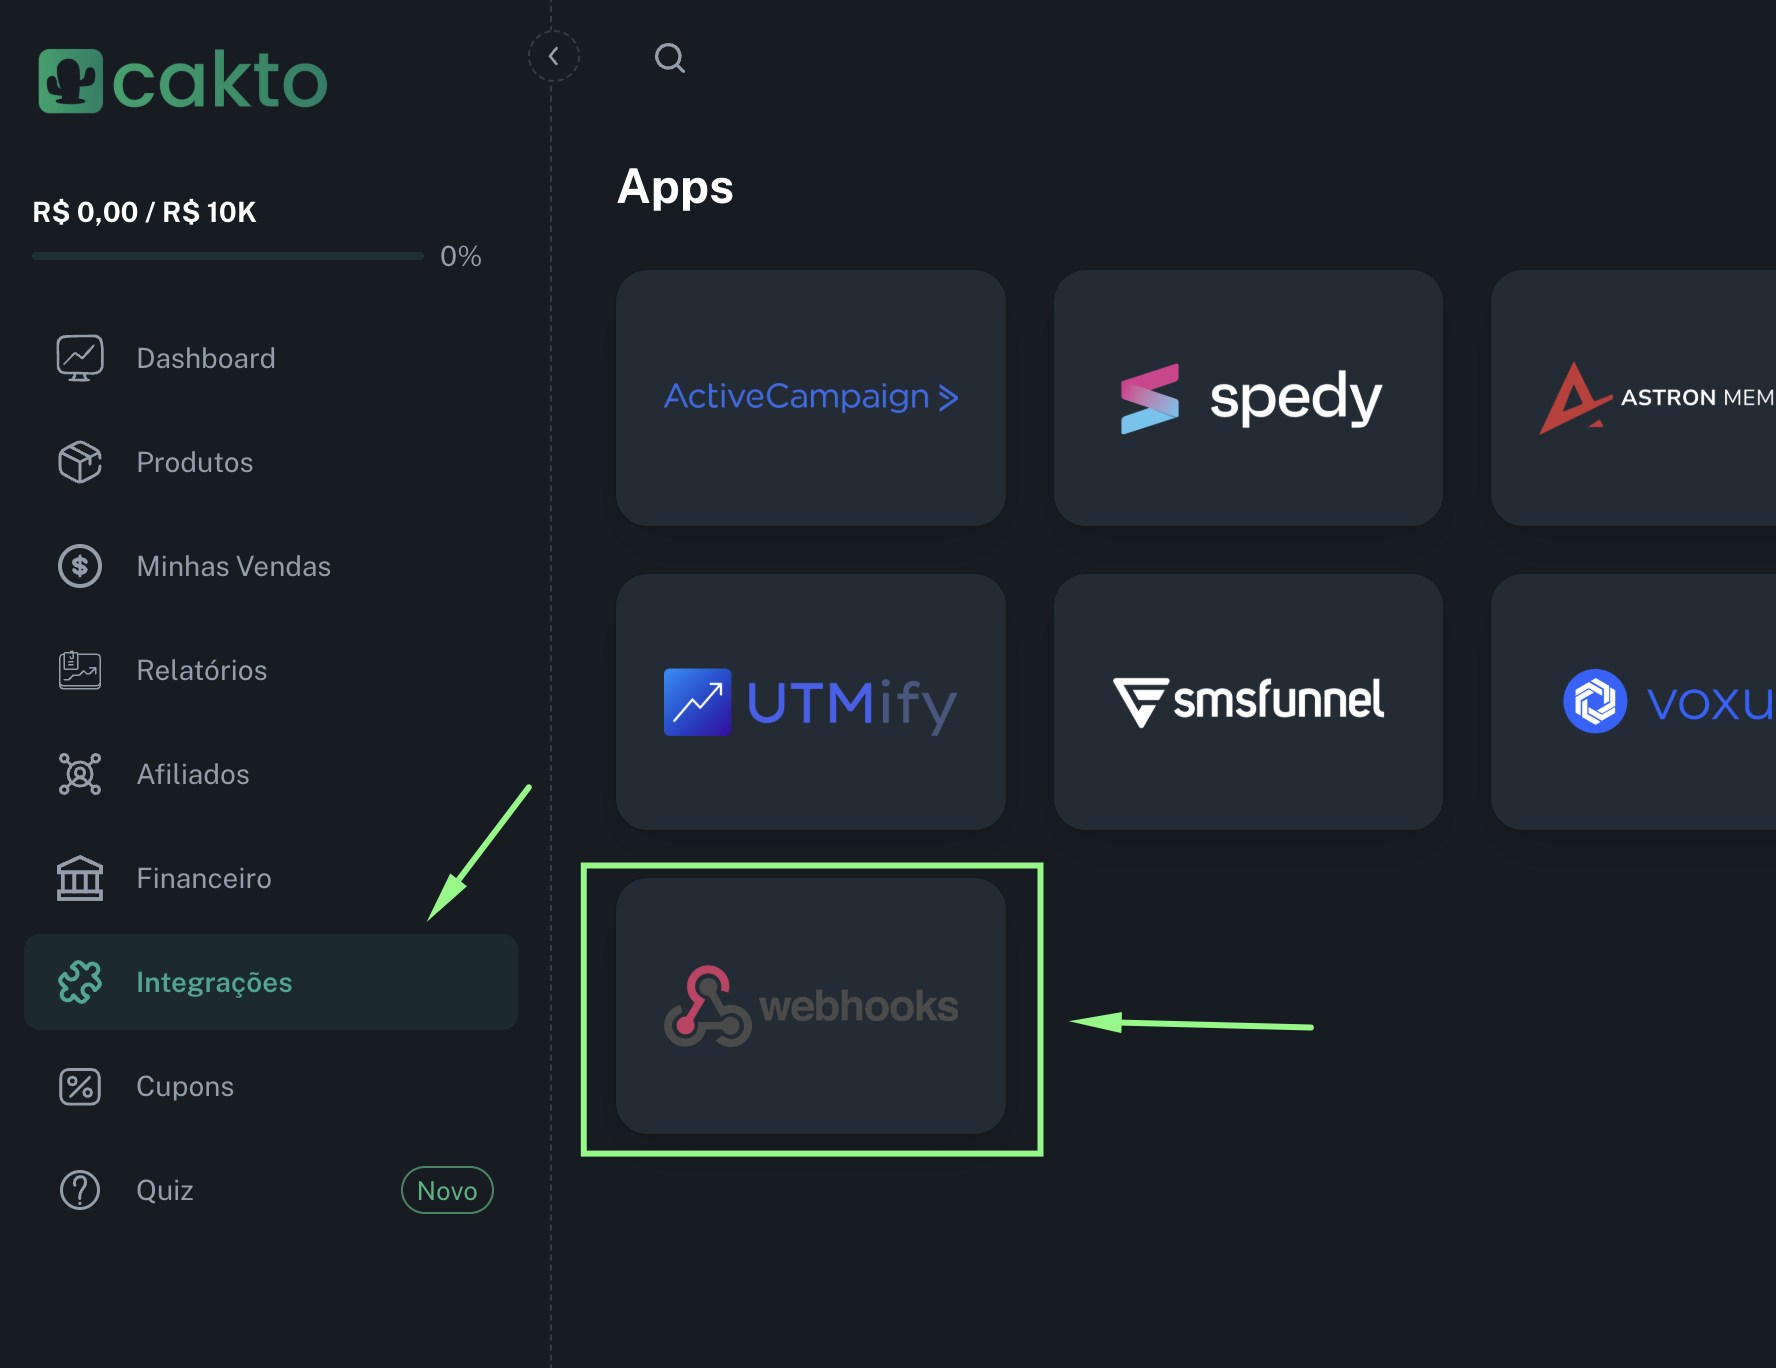 cakto
R$ 0,00 / R$ 10K
0%
Dashboard
Produtos
Minhas Vendas
Relatórios
Afiliados
Financeiro
Integrações
Cupons
Quiz
Novo
Apps
ActiveCampaign
spedy
ASTRON MEM
UTMify
smsfunnel
voxu
webhooks